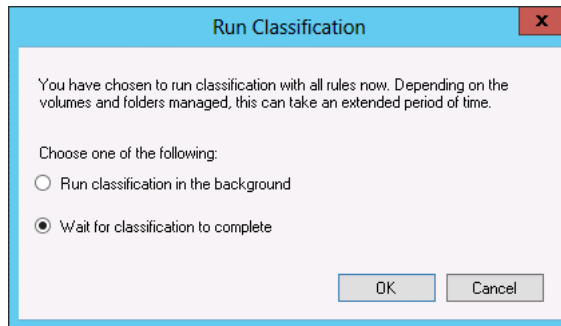 Run Classification
x
You have chosen to run classification with all rules now. Depending on the
volumes and folders managed, this can take an extended period of time.
Choose one of the following:
Run classification in the background
Wait for classification to complete
OK
Cancel